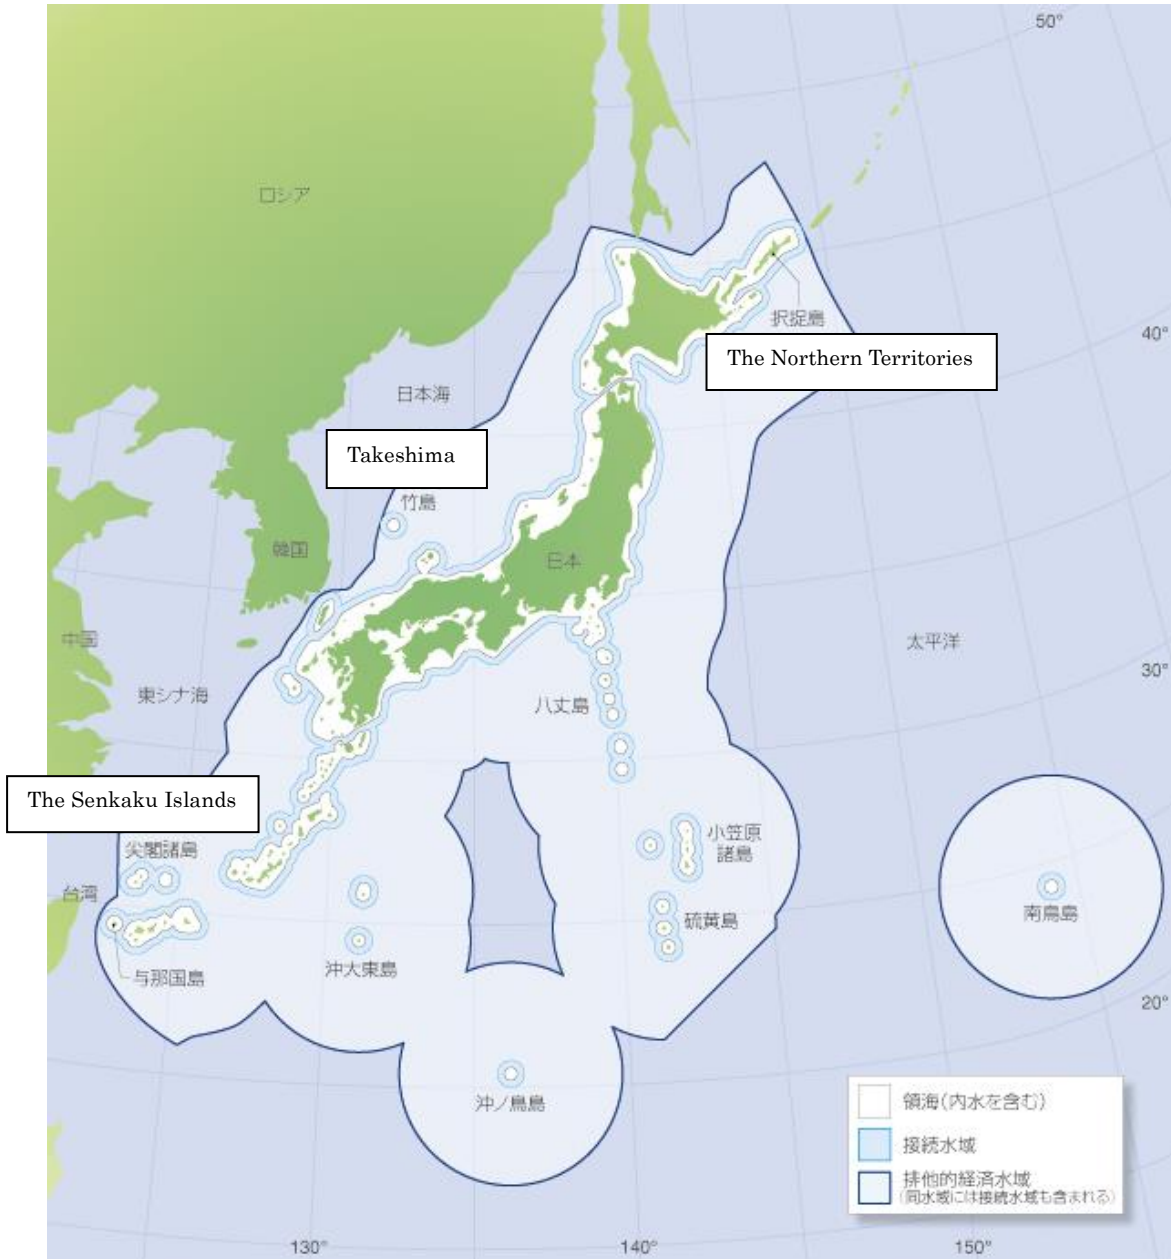 50°
ロシア
択捉島
The Northern Territories
40°
日本海
Takeshima
竹島
韓国
日本
中国
太平洋
30°
東シナ海
八丈島
The Senkaku Islands
尖閣諸島
小笠原
諸島
台湾
硫黄島
南鳥島
与那国島
沖大東島
20°
沖ノ鳥島
領海(内水を含む)
接続水域
排他的経済水域
(同水域には接続水域も含まれる)
130°
140°
150°